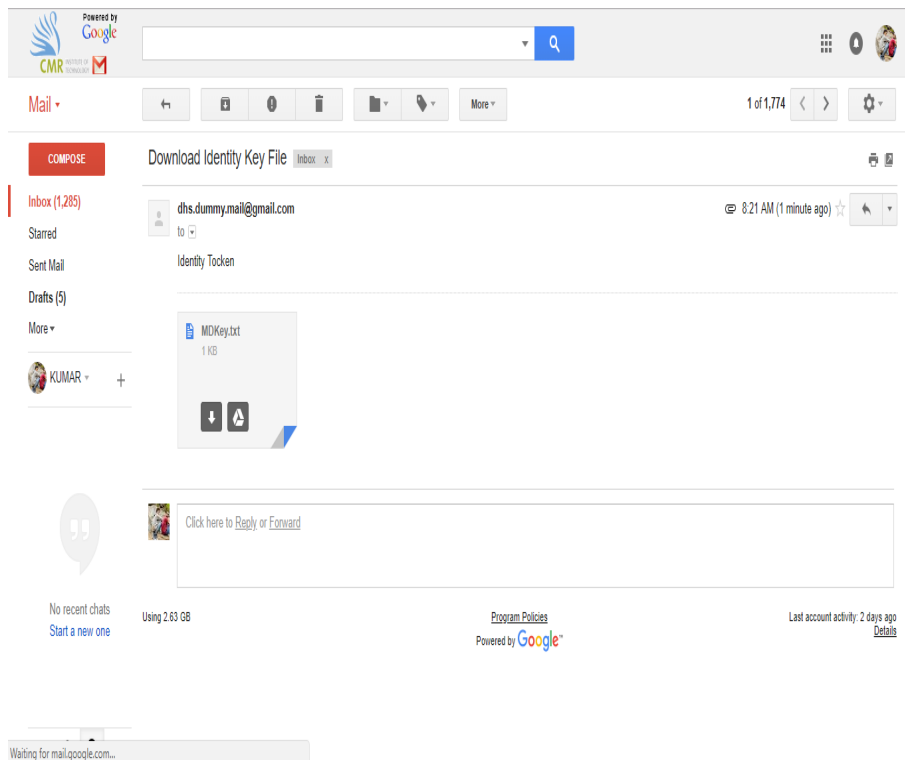 Powered by
Google
CMR INSTITUTE OF TECHNOLOGY
Mail
More
1 of 1,774
COMPOSE
Download Identity Key File Inbox x
Inbox (1,285)
Starred
Sent Mail
Drafts (5)
More
dhs.dummy.mail@gmail.com
8:21 AM (1 minute ago)
to
Identity Tocken
MDKey.txt
1 KB
KUMAR
+
Click here to Reply or Forward
No recent chats
Start a new one
Using 2.63 GB
Program Policies
Powered by Google™
Last account activity: 2 days ago
Details
Waiting for mail.google.com...